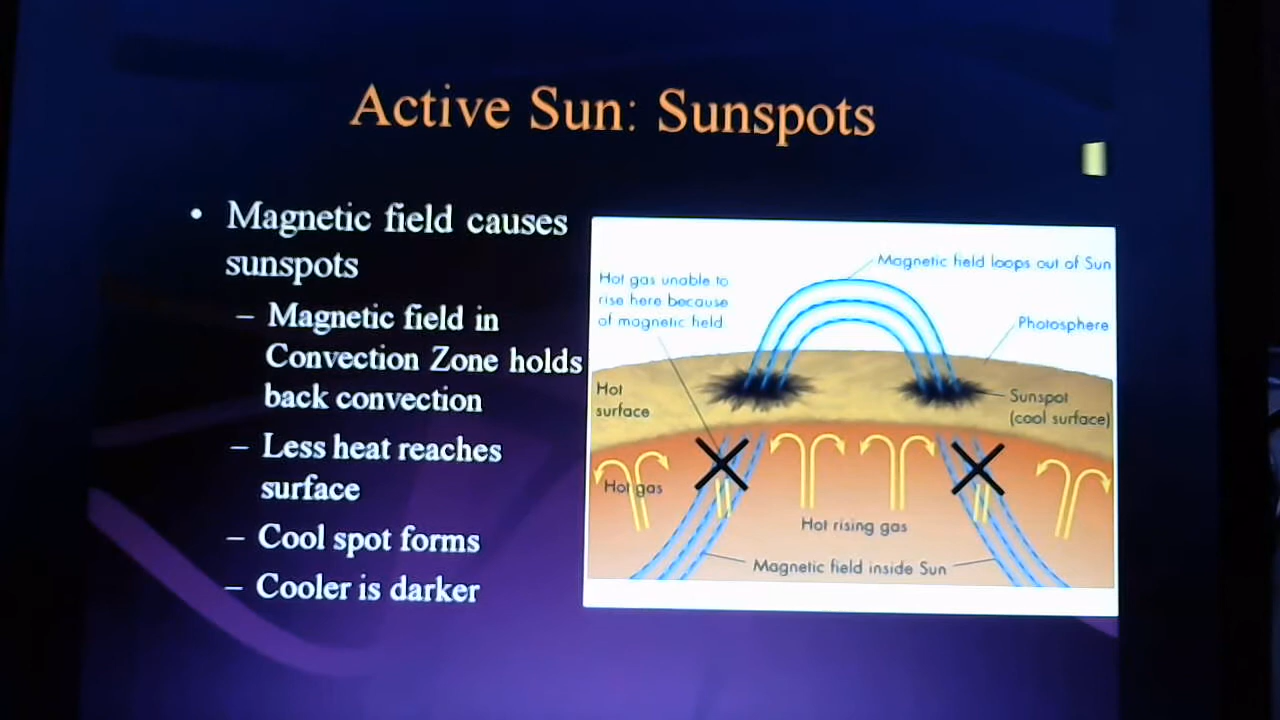 Active Sun: Sunspots
• Magnetic field causes
sunspots
– Magnetic field in
Convection Zone holds
back convection
– Less heat reaches
surface
– Cool spot forms
– Cooler is darker
Magnetic field loops out of Sun
Hot gas unable to
rise here because
of magnetic field
Photosphere
Hot
surface
Sunspot
(cool surface)
Hot gas
Hot rising gas
Magnetic field inside Sun